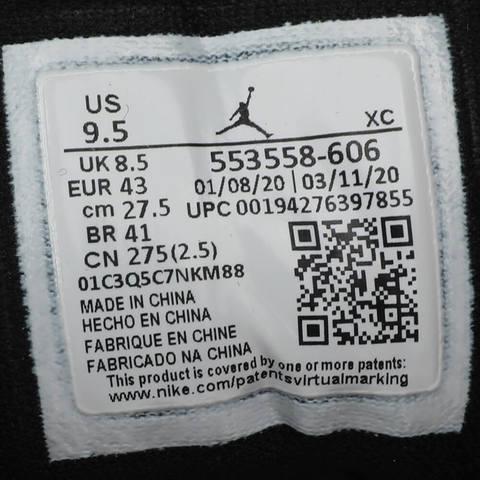 US
9.5
XC
UK 8.5
553558-606
EUR 43
01/08/20 | 03/11/20
cm 27.5
UPC 00194276397855
BR 41
CN 275(2.5)
01C3Q5C7NKM88
MADE IN CHINA
HECHO EN CHINA
FABRIQUE EN CHINE
FABRICADO NA CHINA
This product is covered by one or more patents:
www.nike.com/patentsvirtualmarking